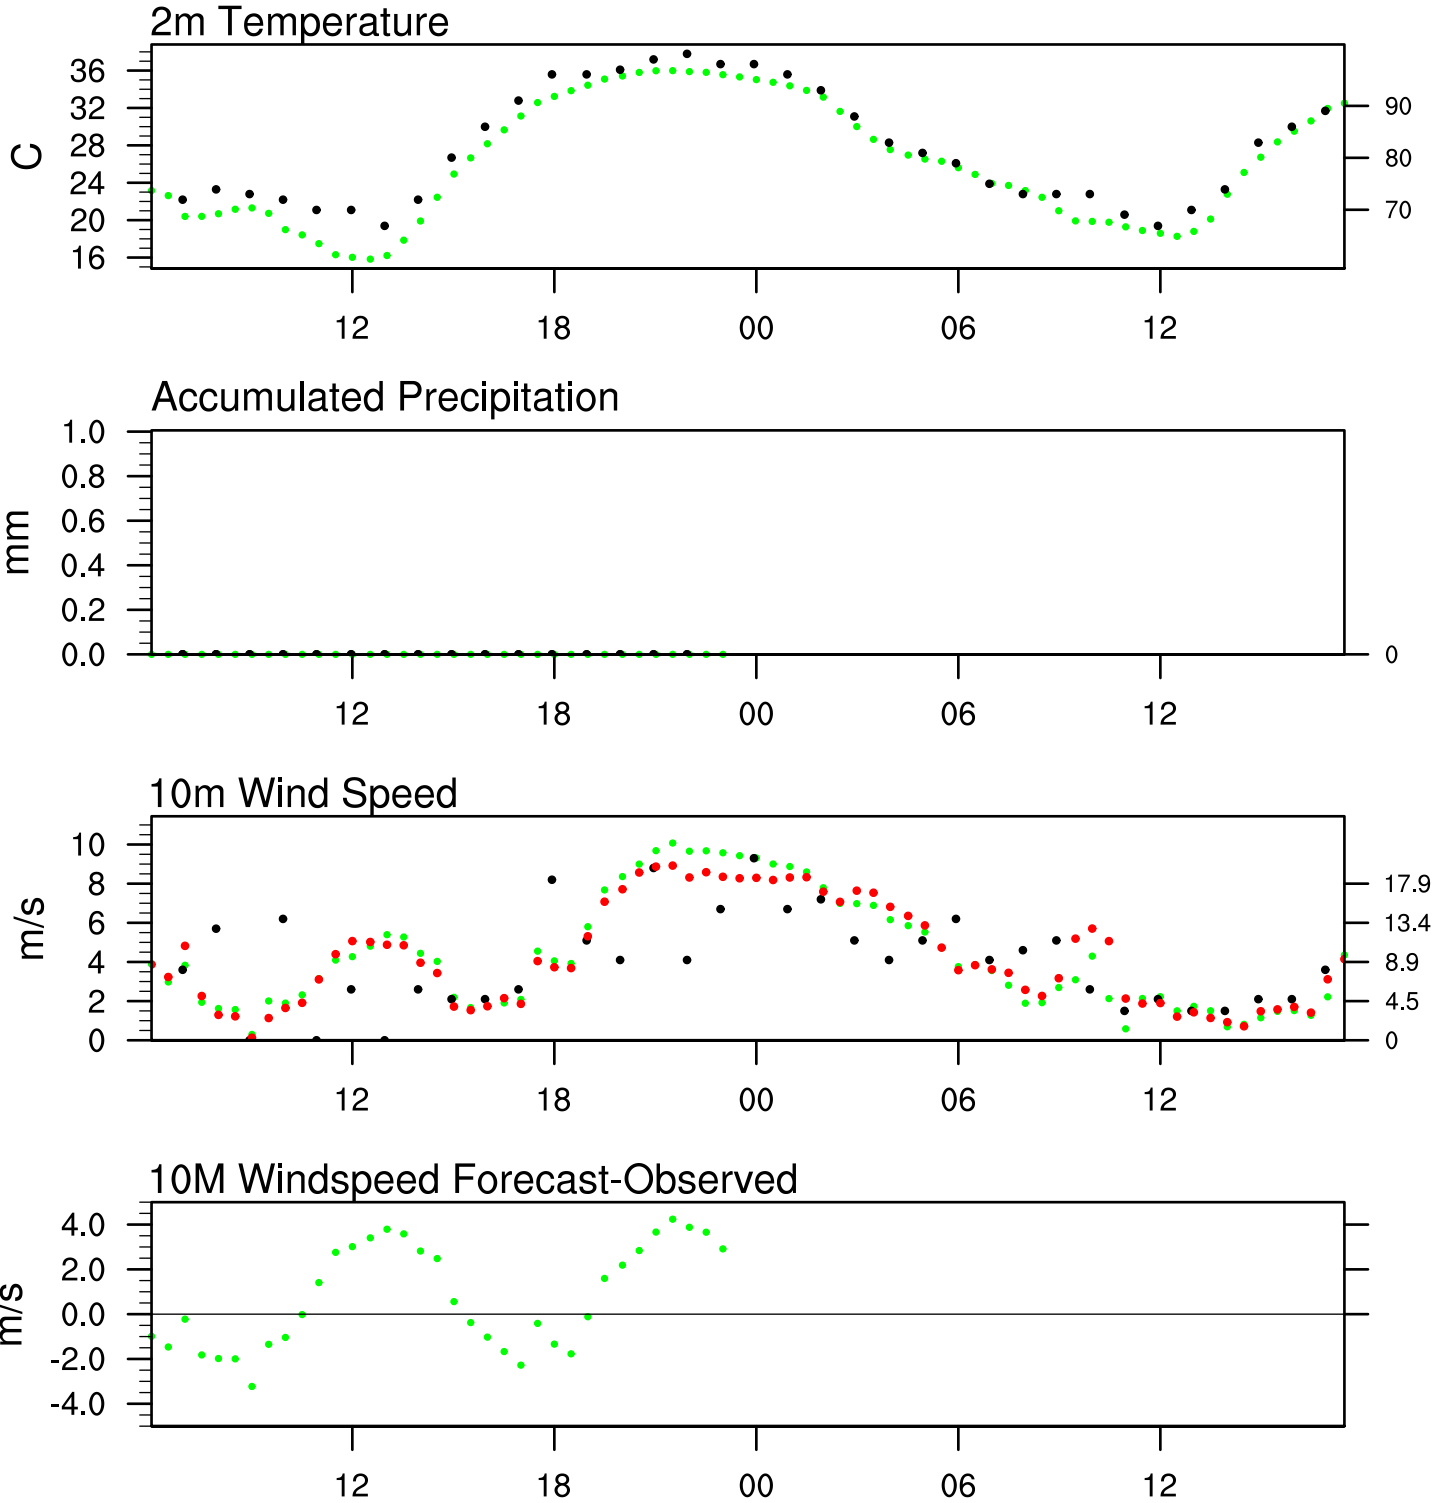 2m Temperature
C
36
32
28
24
20
16
90
80
70
12 18 00 06 12
Accumulated Precipitation
mm
1.0
0.8
0.6
0.4
0.2
0.0
0
12 18 00 06 12
10m Wind Speed
m/s
10
8
6
4
2
0
17.9
13.4
8.9
4.5
0
12 18 00 06 12
10M Windspeed Forecast-Observed
m/s
4.0
2.0
0.0
-2.0
-4.0
12 18 00 06 12